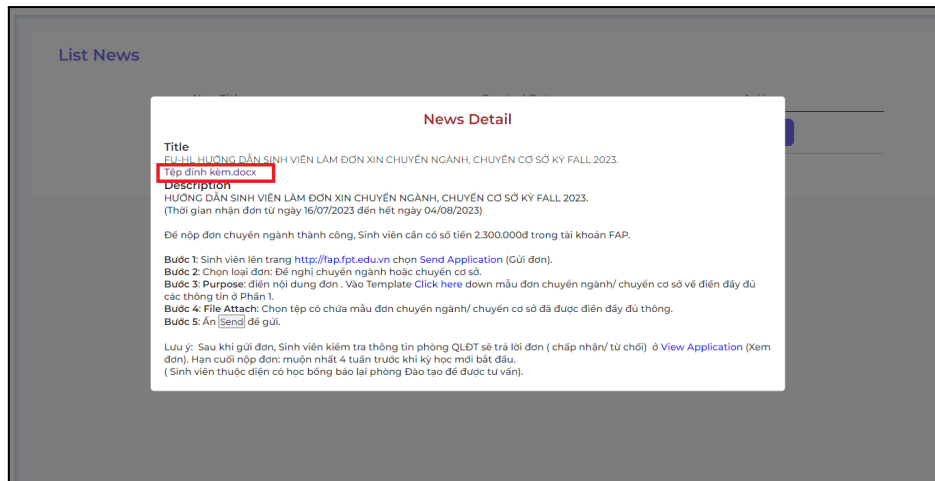 List News
News Detail
Title
FU-HL HƯỚNG DẪN SINH VIÊN LÀM ĐƠN XIN CHUYỂN NGÀNH, CHUYỂN CƠ SỞ KỲ FALL 2023.
Tệp đính kèm.docx
Description
HƯỚNG DẪN SINH VIÊN LÀM ĐƠN XIN CHUYỂN NGÀNH, CHUYỂN CƠ SỞ KỲ FALL 2023.
(Thời gian nhận đơn từ ngày 16/07/2023 đến hết ngày 04/08/2023)
Để nộp đơn chuyển ngành thành công, Sinh viên cần có số tiền 2.300.000đ trong tài khoản FAP.
Bước 1: Sinh viên lên trang http://fap.fpt.edu.vn chọn Send Application (Gửi đơn).
Bước 2: Chọn loại đơn: Đề nghị chuyển ngành hoặc chuyển cơ sở.
Bước 3: Purpose: điền nội dung đơn . Vào Template Click here down mẫu đơn chuyển ngành/ chuyển cơ sở về điền đầy đủ
các thông tin ở Phần 1.
Bước 4: File Attach: Chọn tệp có chứa mẫu đơn chuyển ngành/ chuyển cơ sở đã được điền đầy đủ thông.
Bước 5: Ấn Send để gửi.
Lưu ý: Sau khi gửi đơn, Sinh viên kiểm tra thông tin phòng QLĐT sẽ trả lời đơn ( chấp nhận/ từ chối) ở View Application (Xem
đơn). Hạn cuối nộp đơn: muộn nhất 4 tuần trước khi kỳ học mới bắt đầu.
( Sinh viên thuộc diện có học bổng báo lại phòng Đào tạo để được tư vấn).